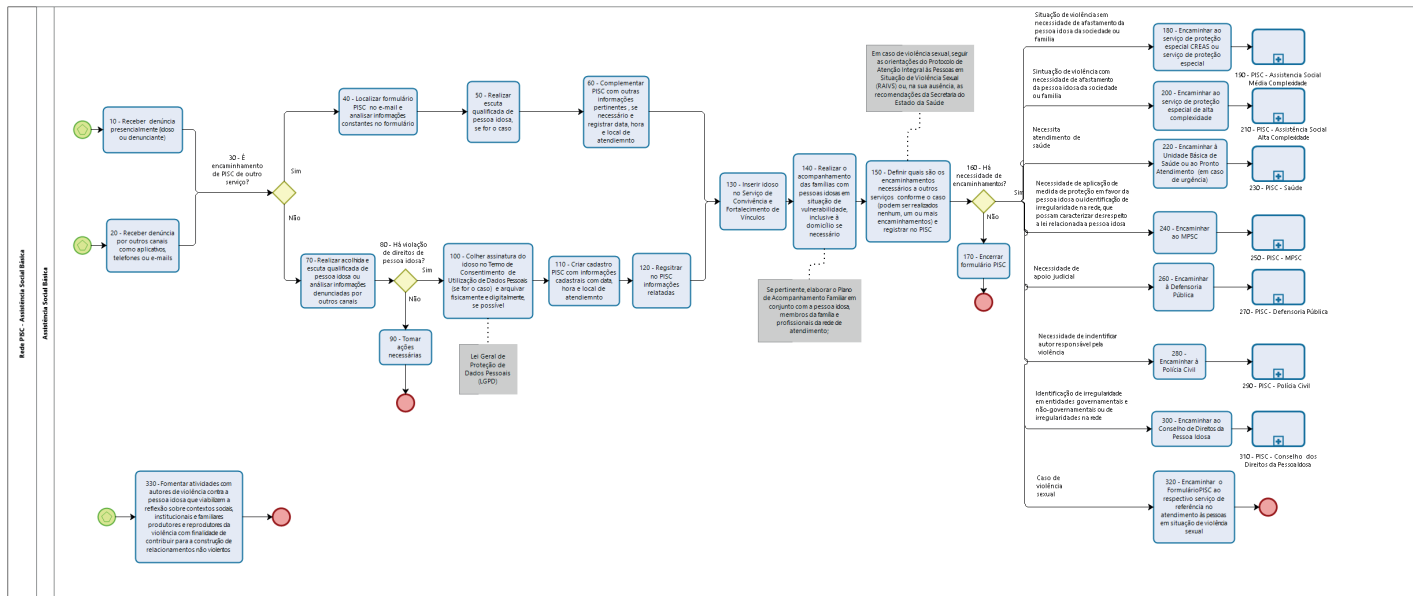 Rede PISC - Assistência Social Básica
Assistência Social Básica
10 - Receber denúncia
presencialmente (idoso
ou denunciante)
20 - Receber denúncia
por outros canais
como aplicativos,
telefones ou e-mails
30 - É
encaminhamento
de PISC de outro
serviço?
Sim
Não
40 - Localizar formulário
PISC no e-mail e
analisar informações
constantes no formulário
50 - Realizar
escuta
qualificada de
pessoa idosa,
se for o caso
60 - Complementar
PISC com outras
informações
pertinentes , se
necessário e
registrar data, hora
e local de
atendiemnto
70 - Realizar acolhida e
escuta qualificada de
pessoa idosa ou
analisar informações
denunciadas por
outros canais
80 - Há violação
de direitos de
pessoa idosa?
Sim
Não
90 - Tomar
ações
necessárias
100 - Colher assinatura do
idoso no Termo de
Consentimento de
Utilização de Dados Pessoais
(se for o caso) e arquivar
fisicamente e digitalmente,
se possível
Lei Geral de
Proteção de
Dados Pessoais
(LGPD)
110 - Criar cadastro
PISC com informações
cadastrais com data,
hora e local de
atendiemnto
120 - Regsitrar
no PISC
informações
relatadas
130 - Inserir idoso
no Serviço de
Convivência e
Fortalecimento de
Vínculos
140 - Realizar o
acompanhamento
das famílias com
pessoas idosas em
situação de
vulnerabilidade,
inclusive à
domicílio se
necessário
Se pertinente, elaborar o Plano
de Acompanhamento Familiar em
conjunto com a pessoa idosa,
membros da família e
profissionais da rede de
atendimento;
Em caso de violência sexual, seguir
as orientações do Protocolo de
Atenção Integral às Pessoas em
Situação de Violência Sexual
(RAIVS) ou, na sua ausência, as
recomendações da Secretaria do
Estado da Saúde
150 - Definir quais são os
encaminhamentos
necessários a outros
serviços conforme o caso
(podem ser realizados
nenhum, um ou mais
encaminhamentos) e
registrar no PISC
160 - Há
necessidade de
encaminhamento?
Sim
Não
170 - Encerrar
formulário PISC
Situação de violência sem
necessidade de afastamento da
pessoa idosa da sociedade ou
família
180 - Encaminhar ao
serviço de proteção
especial CREAS ou
serviço de proteção
especial
190 - PISC - Assistencia Social
Média Complexidade
Sintuação de violência com
necessidade de afastamento
da pessoa idosa da sociedade
ou família
200 - Encaminhar ao
serviço de proteção
especial de alta
complexidade
210 - PISC - Assistência Social
Alta Complexidade
Necessita
atendimento de
saúde
220 - Encaminhar à
Unidade Básica de
Saúde ou ao Pronto
Atendimento (em caso
de urgência)
230 - PISC - Saúde
Necessidade de aplicação de
medida de proteção em favor da
pessoa idosa ou identificação de
irregularidade na rede, que
possam caracterizar desrespeito
a lei relacionada a pessoa idosa
240 - Encaminhar
ao MPSC
250 - PISC - MPSC
Necessidade de
apoio judicial
260 - Encaminhar
à Defensoria
Pública
270 - PISC - Defensoria Pública
Necessidade de indentificar
autor responsável pela
violência
280 -
Encaminhar à
Polícia Civil
290 - PISC - Polícia Civil
Identificação de irregularidade
em entidades governamentais e
não-governamentais ou de
irregularidades na rede
300 - Encaminhar ao
Conselho de Direitos da
Pessoa Idosa
310 - PISC - Conselho dos
Direitos da Pessoa Idosa
Caso de
violência
sexual
320 - Encaminhar o
Formulário PISC ao
respectivo serviço de
referência no
atendimento às pessoas
em situação de violência
sexual
330 - Fomentar atividades com
autores de violência contra a
pessoa idosa que viabilizem a
reflexão sobre contextos sociais,
institucionais e familiares
produtores e reprodutores da
violência com finalidade de
contribuir para a construção de
relacionamentos não violentos